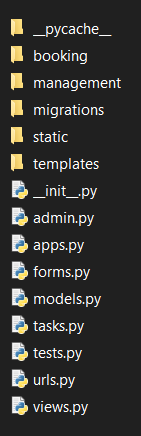 __pycache__
booking
management
migrations
static
templates
__init__.py
admin.py
apps.py
forms.py
models.py
tasks.py
tests.py
urls.py
views.py